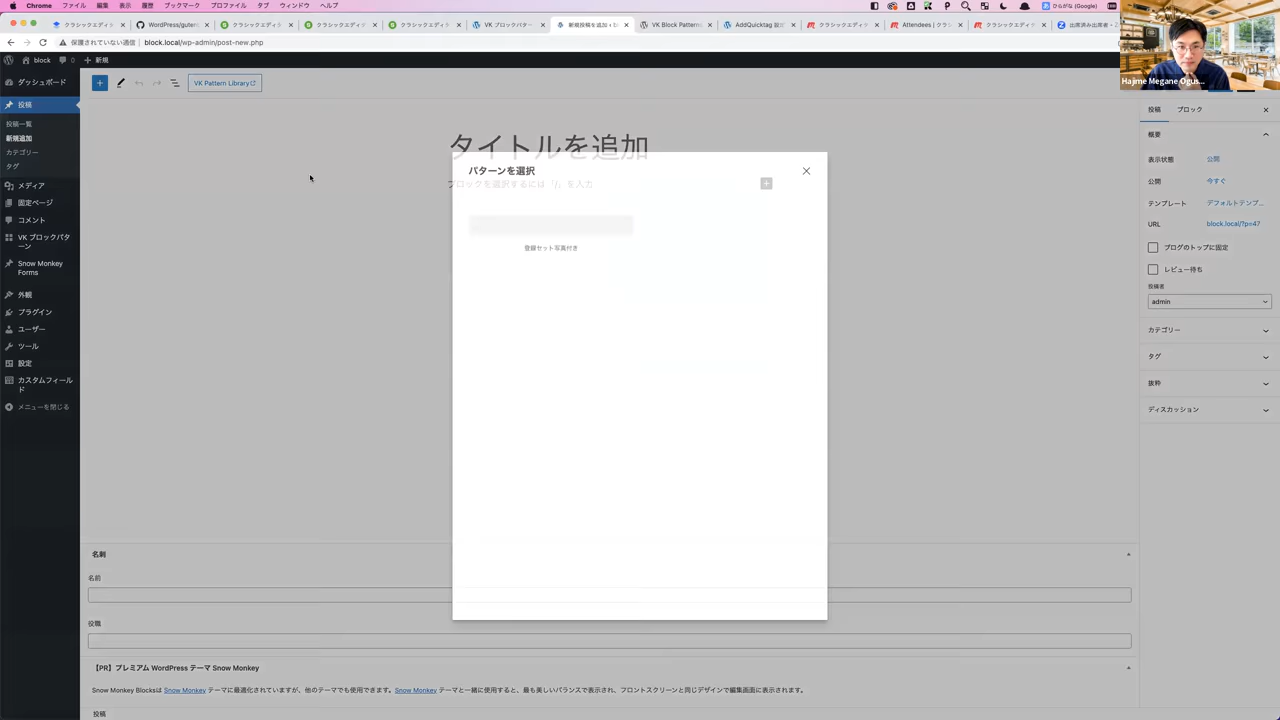 Chrome ファイル 編集 表示 履歴 ブックマーク プロファイル タブ ウィンドウ ヘルプ ひらがな (Google)
クラシックエディ WordPress/guten クラシックエディ クラシックエディタ クラシックエディ VK ブロックパター 新規投稿を追加 VK Block Pattern AddQuicktag クラシックエディ Attendees | クラ クラシックエディタ 出席済み出席者
保護されていない通信 block.local/wp-admin/post-new.php
block 0 新規
ダッシュボード
VK Pattern Library
Hajime Megane Ogus...
投稿
投稿 ブロック
投稿一覧
新規追加
カテゴリー
タグ
メディア
固定ページ
コメント
VK ブロックパターン
Snow Monkey
Forms
外観
プラグイン
ユーザー
ツール
設定
カスタムフィールド
メニューを閉じる
タイトルを追加
パターンを選択
ブロックを選択するには「/」を入力
登録セット写真付き
概要
表示状態 公開
公開 今すぐ
テンプレート デフォルトテンプ...
URL block.local/?p=47
ブログのトップに固定
レビュー待ち
投稿者
admin
カテゴリー
タグ
抜粋
ディスカッション
名刺
名前
役職
【PR】プレミアム WordPress テーマ Snow Monkey
Snow Monkey Blocksは Snow Monkey テーマに最適化されていますが、他のテーマでも使用できます。Snow Monkey テーマと一緒に使用すると、最も美しいバランスで表示され、フロントスクリーンと同じデザインで編集画面に表示されます。
投稿